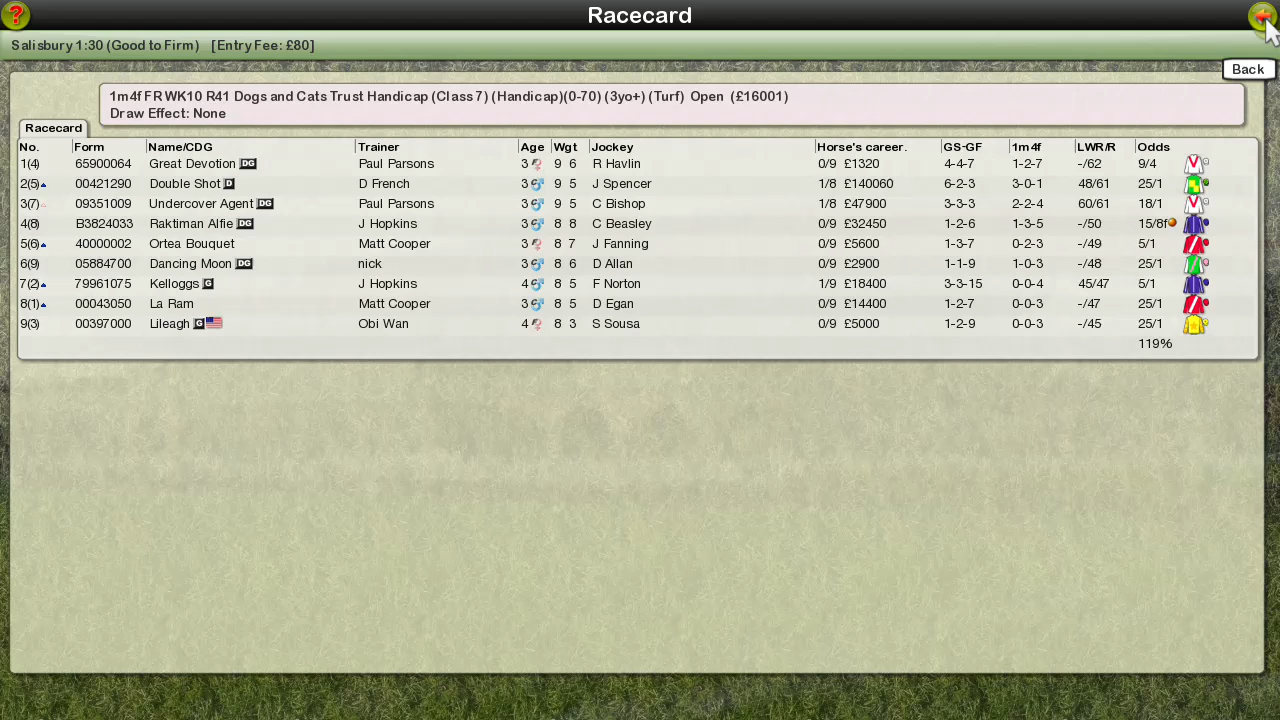 ? Racecard
Salisbury 1:30 (Good to Firm) [Entry Fee: £80]
Back
1m4f FR WK10 R41 Dogs and Cats Trust Handicap (Class 7) (Handicap)(0-70) (3yo+) (Turf) Open (£16001)
Draw Effect: None
Racecard
No. Form Name/CDG Trainer Age Wgt Jockey Horse's career. GS-GF 1m4f LWR/R Odds
1(4) 65900064 Great Devotion DG Paul Parsons 3 9 6 R Havlin 0/9 £1320 4-4-7 1-2-7 -/62 9/4
2(5) 00421290 Double Shot D D French 3 9 5 J Spencer 1/8 £140060 6-2-3 3-0-1 48/61 25/1
3(7) 09351009 Undercover Agent DG Paul Parsons 3 9 5 C Bishop 1/8 £47900 3-3-3 2-2-4 60/61 18/1
4(8) B3824033 Raktiman Alfie DG J Hopkins 3 8 8 C Beasley 0/9 £32450 1-2-6 1-3-5 -/50 15/8f
5(6) 40000002 Ortea Bouquet Matt Cooper 3 8 7 J Fanning 0/9 £5600 1-3-7 0-2-3 -/49 5/1
6(9) 05884700 Dancing Moon DG nick 3 8 6 D Allan 0/9 £2900 1-1-9 1-0-3 -/48 25/1
7(2) 79961075 Kelloggs G J Hopkins 4 8 5 F Norton 1/9 £18400 3-3-15 0-0-4 45/47 5/1
8(1) 00043050 La Ram Matt Cooper 3 8 5 D Egan 0/9 £14400 1-2-7 0-0-3 -/47 25/1
9(3) 00397000 Lileagh G Obi Wan 4 8 3 S Sousa 0/9 £5000 1-2-9 0-0-3 -/45 25/1
119%